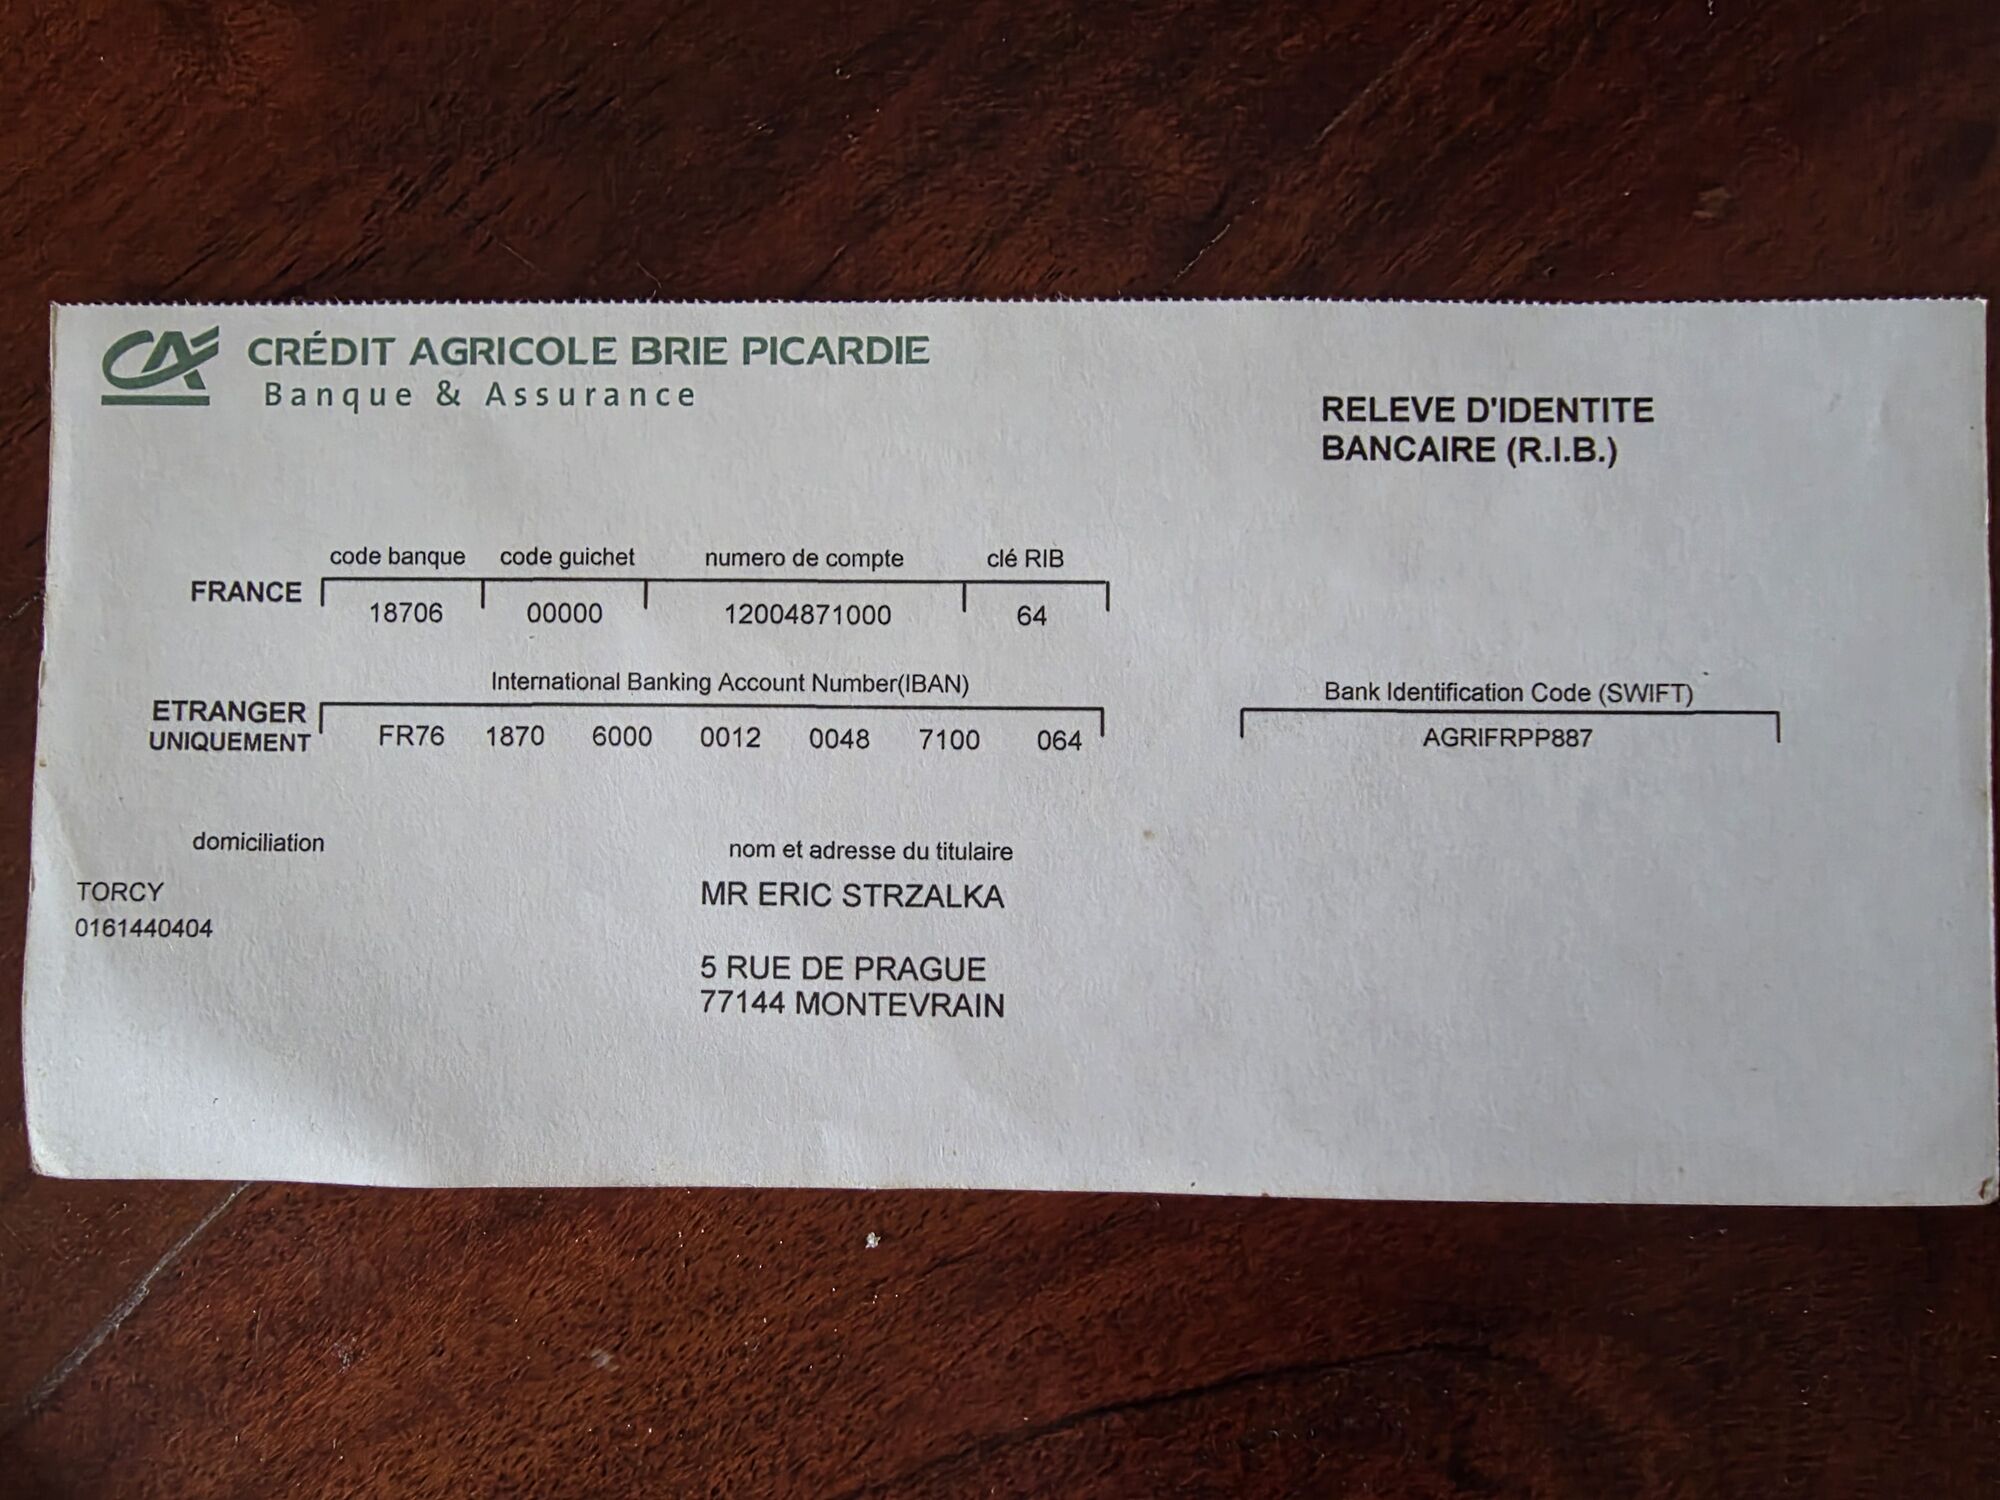 CRÉDIT AGRICOLE BRIE PICARDIE
Banque & Assurance
RELEVE D'IDENTITE
BANCAIRE (R.I.B.)
code banque code guichet numero de compte clé RIB
FRANCE 18706 00000 12004871000 64
International Banking Account Number(IBAN) Bank Identification Code (SWIFT)
ETRANGER
UNIQUEMENT FR76 1870 6000 0012 0048 7100 064 AGRIFRPP887
domiciliation
TORCY
0161440404
nom et adresse du titulaire
MR ERIC STRZALKA
5 RUE DE PRAGUE
77144 MONTEVRAIN